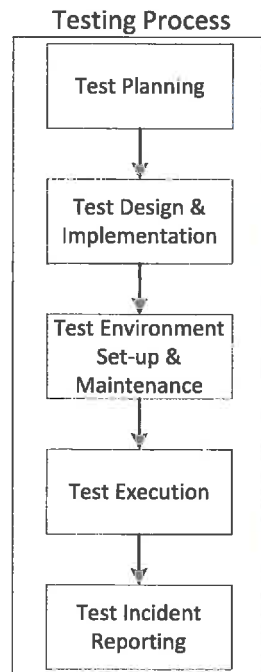 Testing Process
Test Planning
Test Design &
Implementation
Test Environment
Set-up &
Maintenance
Test Execution
Test Incident
Reporting